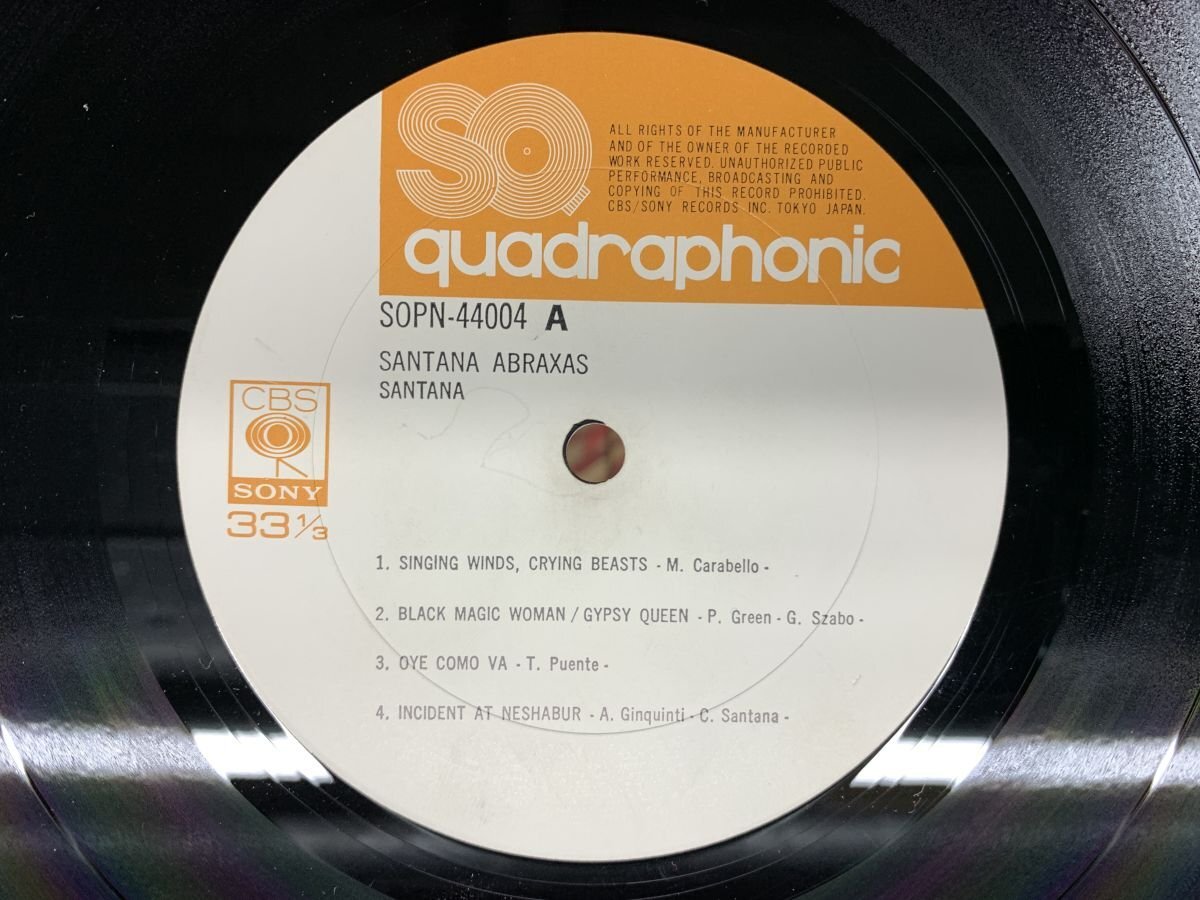 SQ
ALL RIGHTS OF THE MANUFACTURER
AND OF THE OWNER OF THE RECORDED
WORK RESERVED. UNAUTHORIZED PUBLIC
PERFORMANCE, BROADCASTING AND
COPYING OF THIS RECORD PROHIBITED.
CBS/SONY RECORDS INC. TOKYO JAPAN.
quadraphonic
SOPN-44004 A
SANTANA ABRAXAS
SANTANA
CBS
SONY
33 1/3
1. SINGING WINDS, CRYING BEASTS - M. Carabello -
2. BLACK MAGIC WOMAN / GYPSY QUEEN - P. Green - G. Szabo -
3. OYE COMO VA - T. Puente -
4. INCIDENT AT NESHABUR - A. Ginquinti - C. Santana -